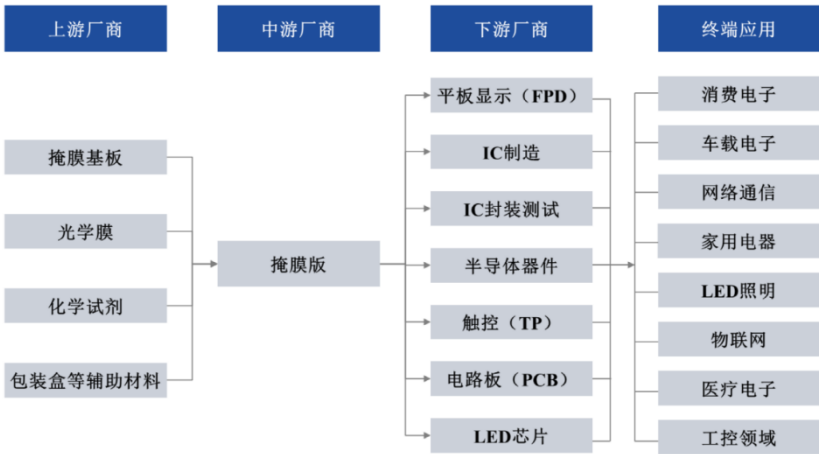 上游厂商
中游厂商
下游厂商
终端应用
掩膜基板
光学膜
化学试剂
包装盒等辅助材料
掩膜版
平板显示（FPD）
IC制造
IC封装测试
半导体器件
触控（TP）
电路板（PCB）
LED芯片
消费电子
车载电子
网络通信
家用电器
LED照明
物联网
医疗电子
工控领域